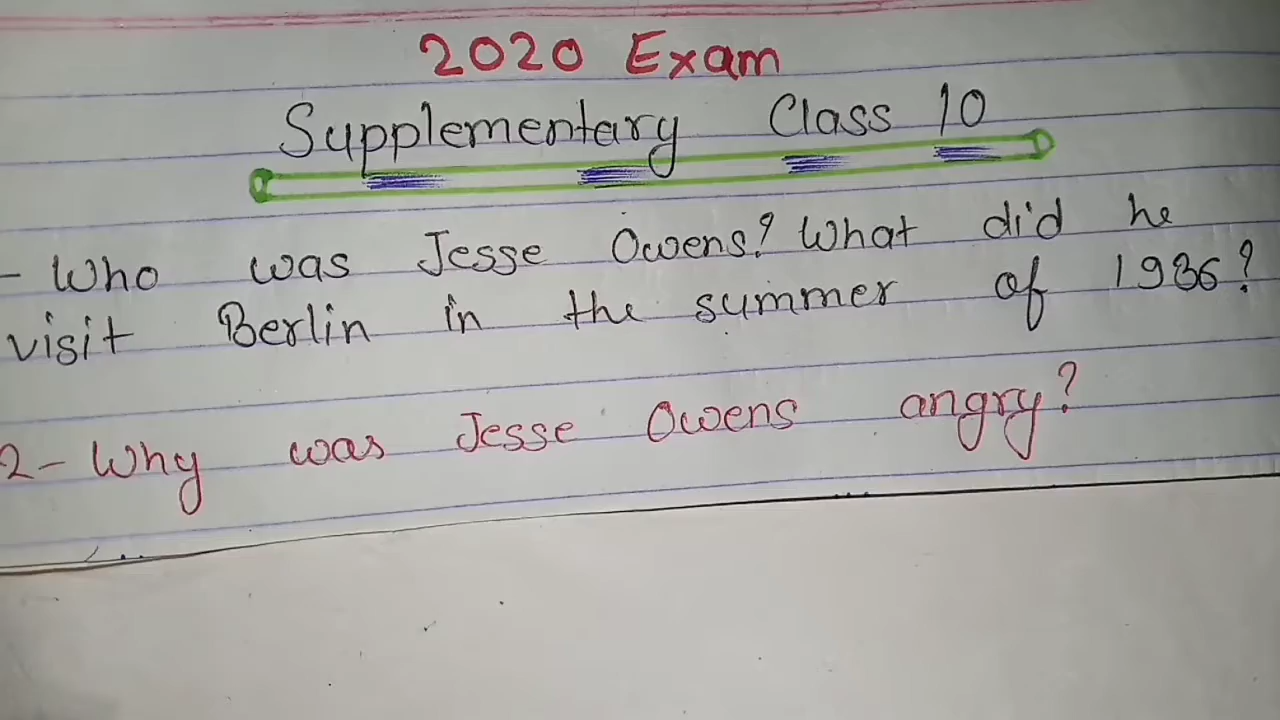 2020 Exam
Supplementary Class 10
- Who was Jesse Owens? What did he
visit Berlin in the summer of 1936?
2- Why was Jesse Owens angry?